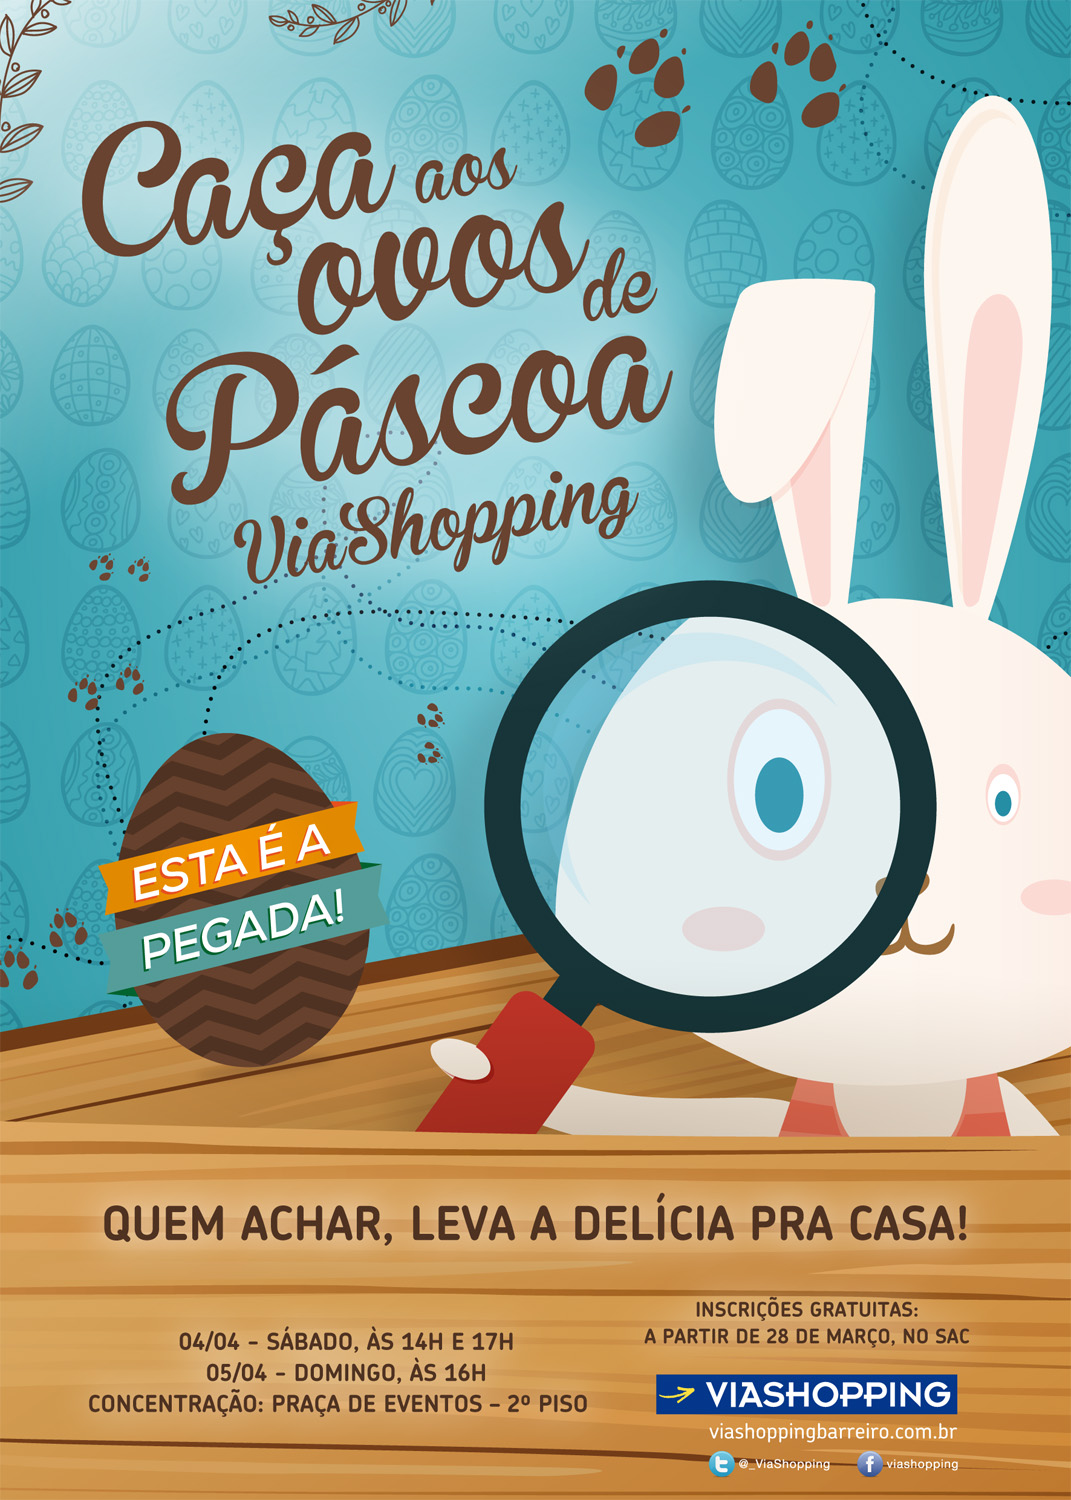 Caça aos
ovos de
Páscoa
ViaShopping
ESTA É A
PEGADA!
QUEM ACHAR, LEVA A DELÍCIA PRA CASA!
04/04 - SÁBADO, ÀS 14H E 17H
05/04 - DOMINGO, ÀS 16H
CONCENTRAÇÃO: PRAÇA DE EVENTOS - 2º PISO
INSCRIÇÕES GRATUITAS:
A PARTIR DE 28 DE MARÇO, NO SAC
VIASHOPPING
viashoppingbarreiro.com.br
@_ViaShopping
viashopping